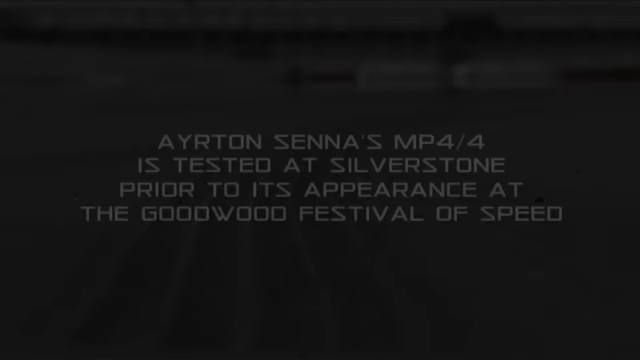 AYRTON SENNA'S MP4/4
IS TESTED AT SILVERSTONE
PRIOR TO ITS APPEARANCE AT
THE GOODWOOD FESTIVAL OF SPEED